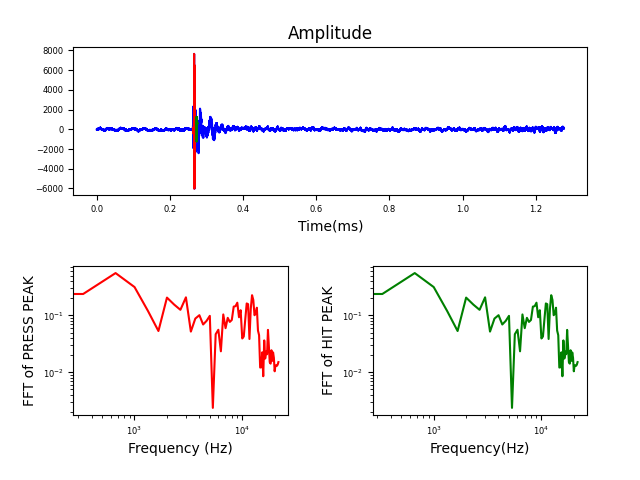 Amplitude
8000
6000
4000
2000
0
−2000
−4000
−6000
0.0 0.2 0.4 0.6 0.8 1.0 1.2
Time(ms)
FFT of PRESS PEAK
10⁻¹
10⁻²
10³ 10⁴
Frequency (Hz)
FFT of HIT PEAK
10⁻¹
10⁻²
10³ 10⁴
Frequency(Hz)